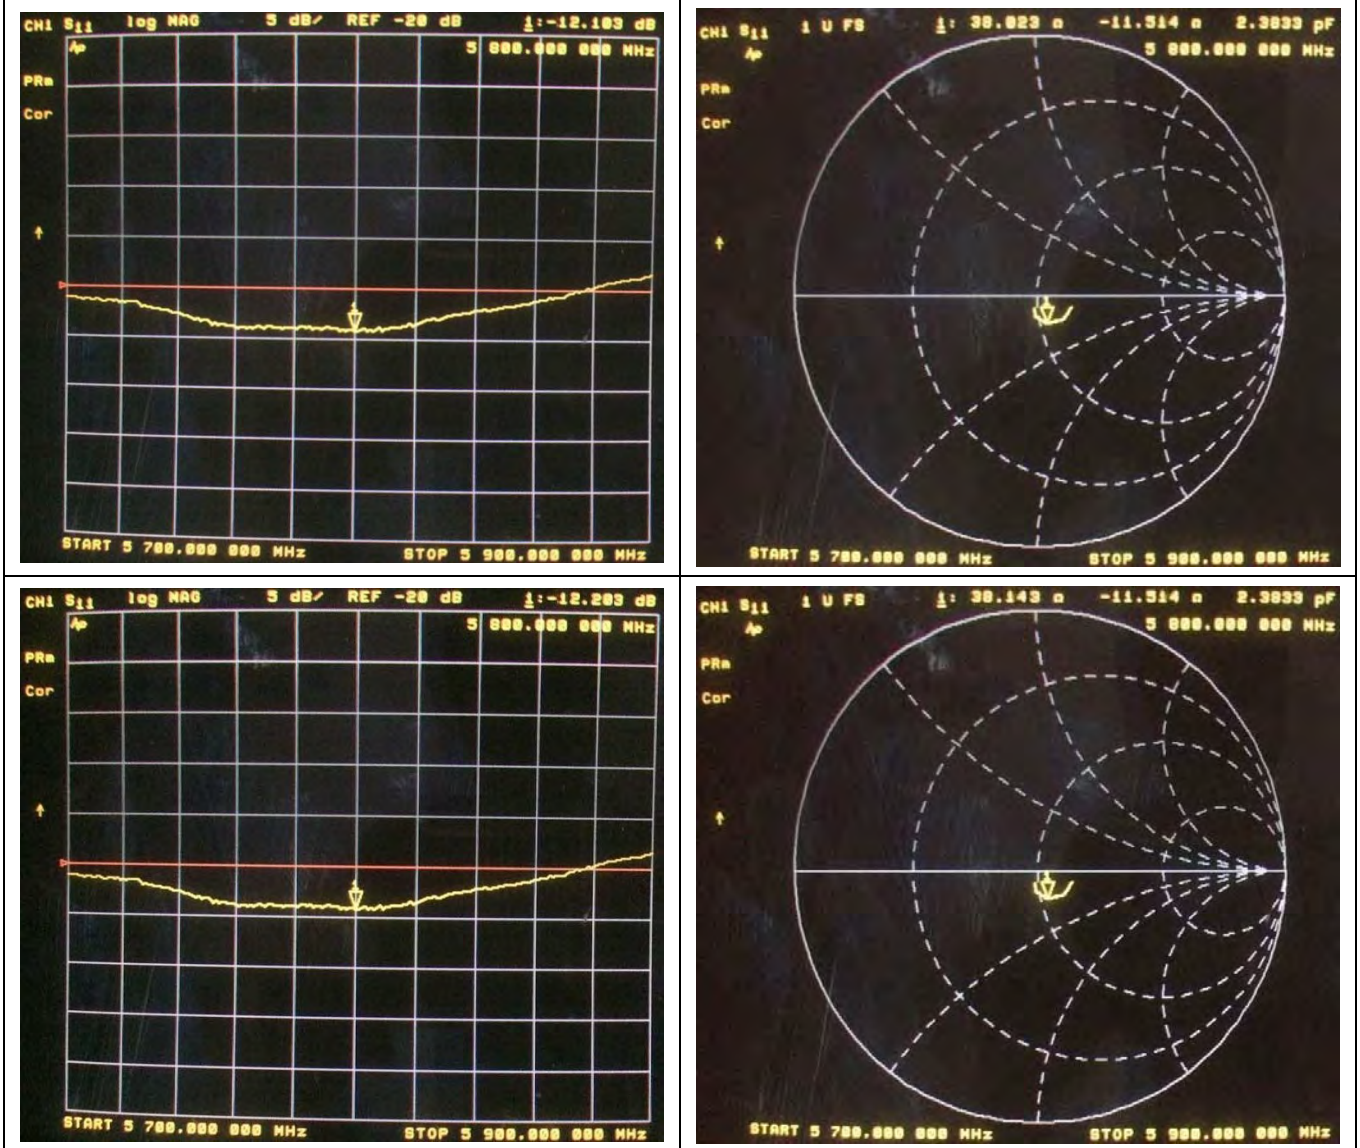 CH1 S11 log MAG 5 dB/ REF -20 dB 1:-12.103 dB
5 800.000 000 MHz
PRm
Cor
START 5 700.000 000 MHz STOP 5 900.000 000 MHz
CH1 S11 1 U FS 1: 38.023 Ω -11.514 Ω 2.3833 pF
5 800.000 000 MHz
PRm
Cor
START 5 700.000 000 MHz STOP 5 900.000 000 MHz
CH1 S11 log MAG 5 dB/ REF -20 dB 1:-12.203 dB
5 800.000 000 MHz
PRm
Cor
START 5 700.000 000 MHz STOP 5 900.000 000 MHz
CH1 S11 1 U FS 1: 38.143 Ω -11.514 Ω 2.3833 pF
5 800.000 000 MHz
PRm
Cor
START 5 700.000 000 MHz STOP 5 900.000 000 MHz